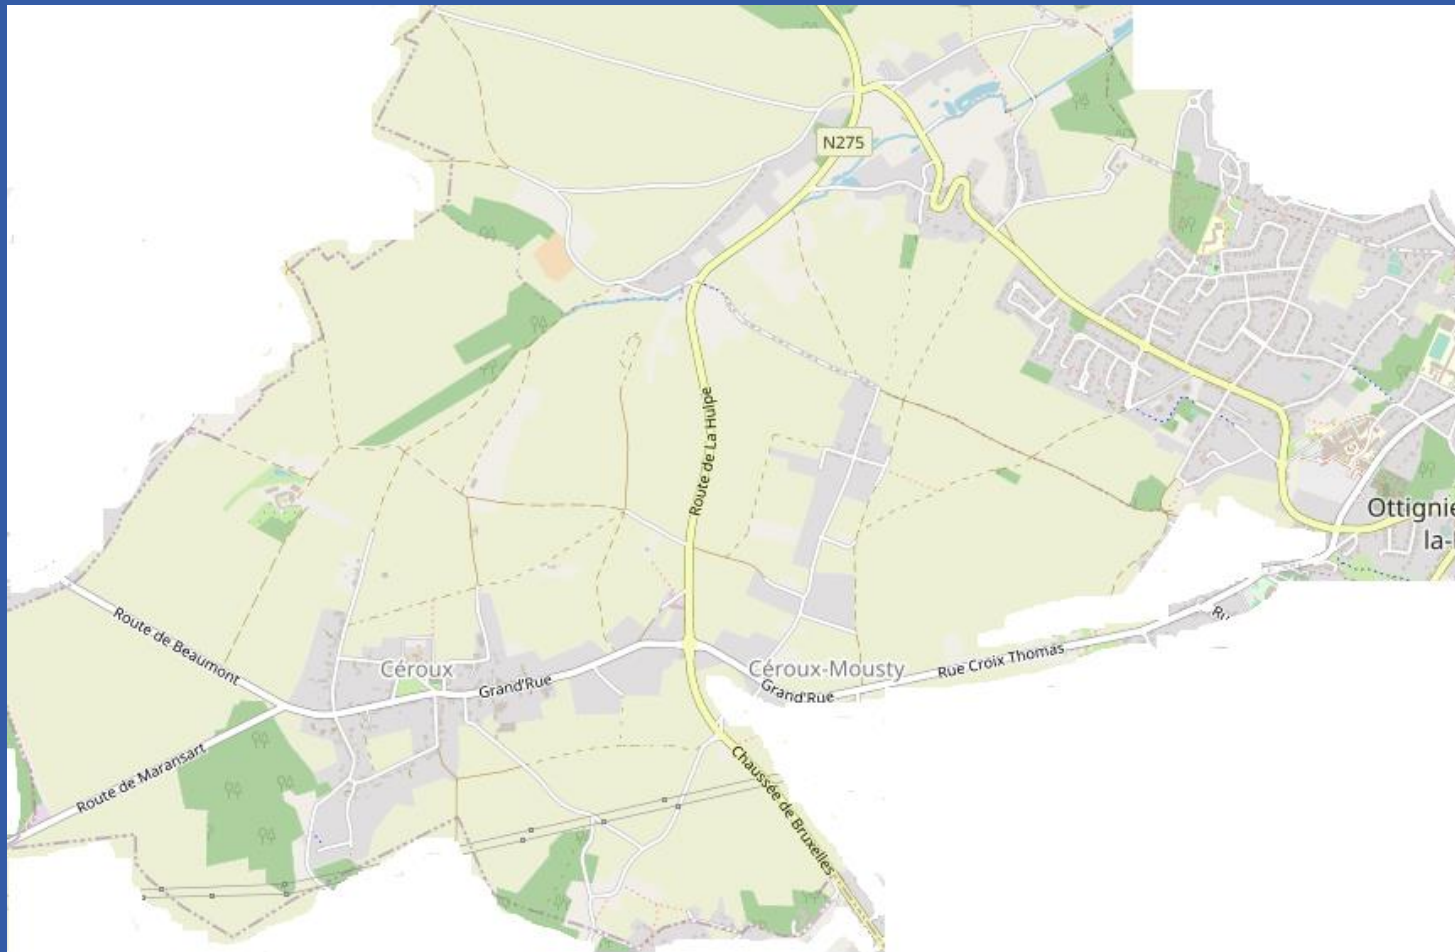 N275
Route de La Hulpe
Ottignie
la-
Route de Beaumont
Céroux
Grand'Rue
Céroux-Mousty
Grand'Rue
Rue Croix Thomas
Ru
Route de Maransart
Chaussée de Bruxelles